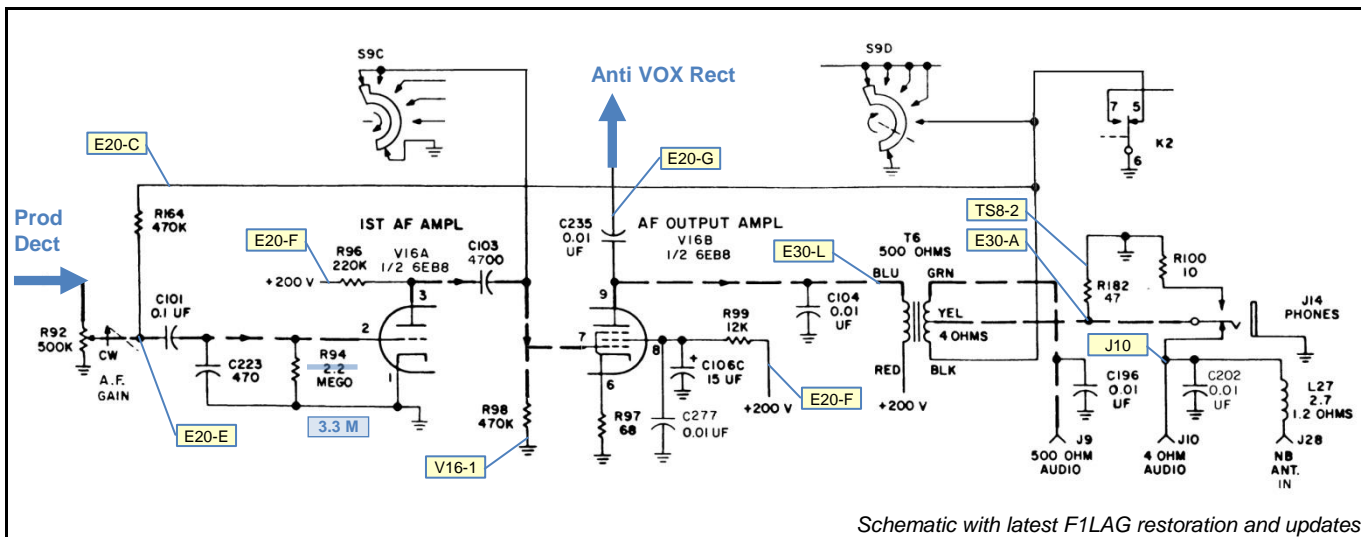 S9C
S9D
Anti VOX Rect
7
5
K2
6
E20-C
E20-G
TS8-2
E30-A
Prod
Dect
R164
470K
1ST AF AMPL
E20-F
R96
220K
+200 V
V16A
1/2 6EB8
C103
4700
3
C235
0.01
UF
AF OUTPUT AMPL
V16B
1/2 6EB8
E30-L
T6
500 OHMS
BLU
GRN
YEL
4 OHMS
RED
BLK
+200 V
R100
10
R182
47
J14
PHONES
J10
R92
500K
CW
A.F.
GAIN
C101
0.1 UF
C223
470
R94
2.2
MEGO
3.3 M
2
1
E20-E
9
7
8
6
R99
12K
C104
0.01
UF
+
C106C
15 UF
+200 V
E20-F
R98
470K
V16-1
R97
68
C277
0.01 UF
C196
0.01
UF
C202
0.01
UF
L27
2.7
1.2 OHMS
J9
500 OHM
AUDIO
J10
4 OHM
AUDIO
J28
NB
ANT.
IN
Schematic with latest F1LAG restoration and updates